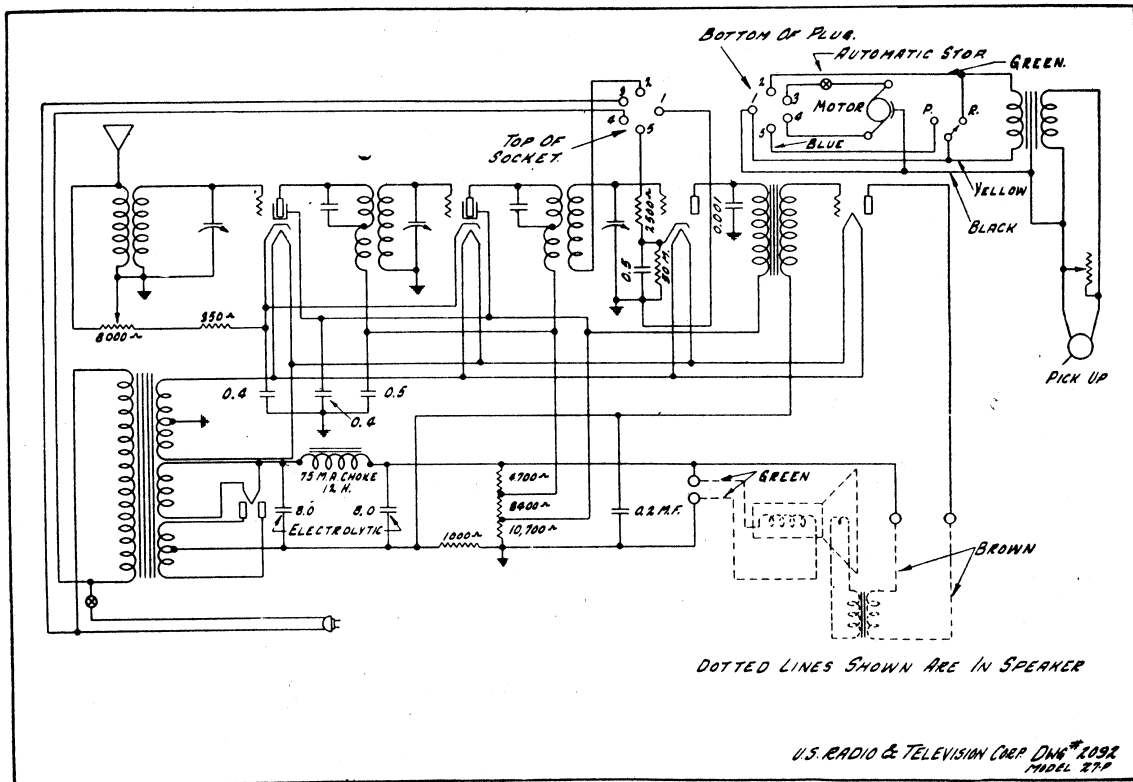 BOTTOM OF PLUG.
AUTOMATIC STOP
GREEN.
2
3
4
1
5
TOP OF
SOCKET.
1
2
3
4
5
MOTOR
P.
R.
BLUE
YELLOW
BLACK
2500~
0.5
50 M.
0.001
8000~
350~
0.4
0.4
0.5
PICK UP
75 M.A. CHOKE
12 H.
8.0
8.0
ELECTROLYTIC
4700~
8400~
10,700~
1000~
0.2 M.F.
GREEN
BROWN
DOTTED LINES SHOWN ARE IN SPEAKER
U.S. RADIO & TELEVISION CORP. DWG # 2092
MODEL 27-P